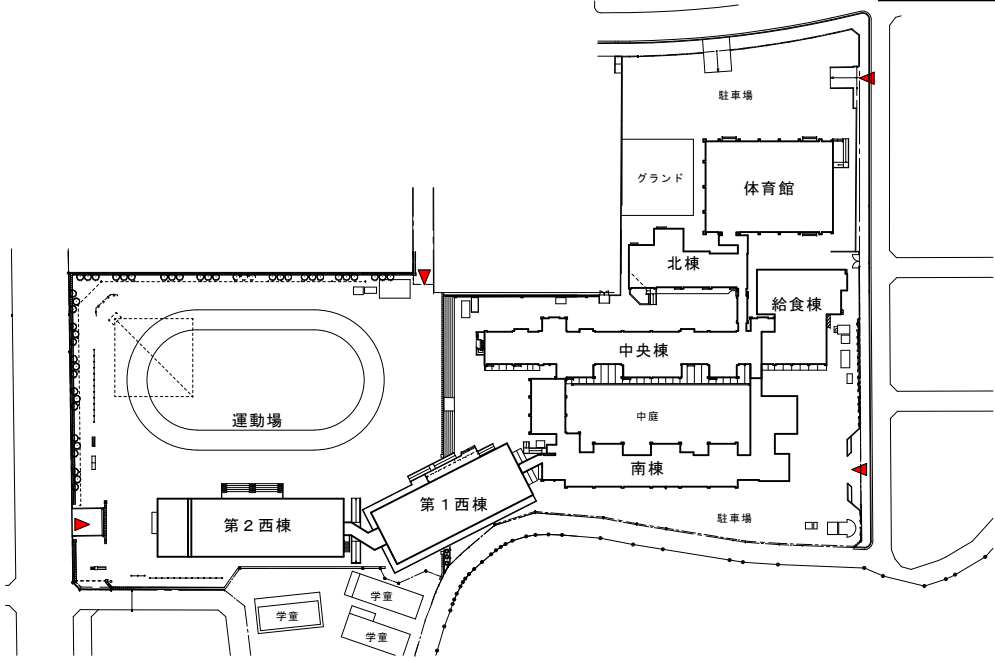 駐車場
グランド
体育館
北棟
給食棟
中央棟
中庭
運動場
南棟
第１西棟
第２西棟
駐車場
学童
学童
学童